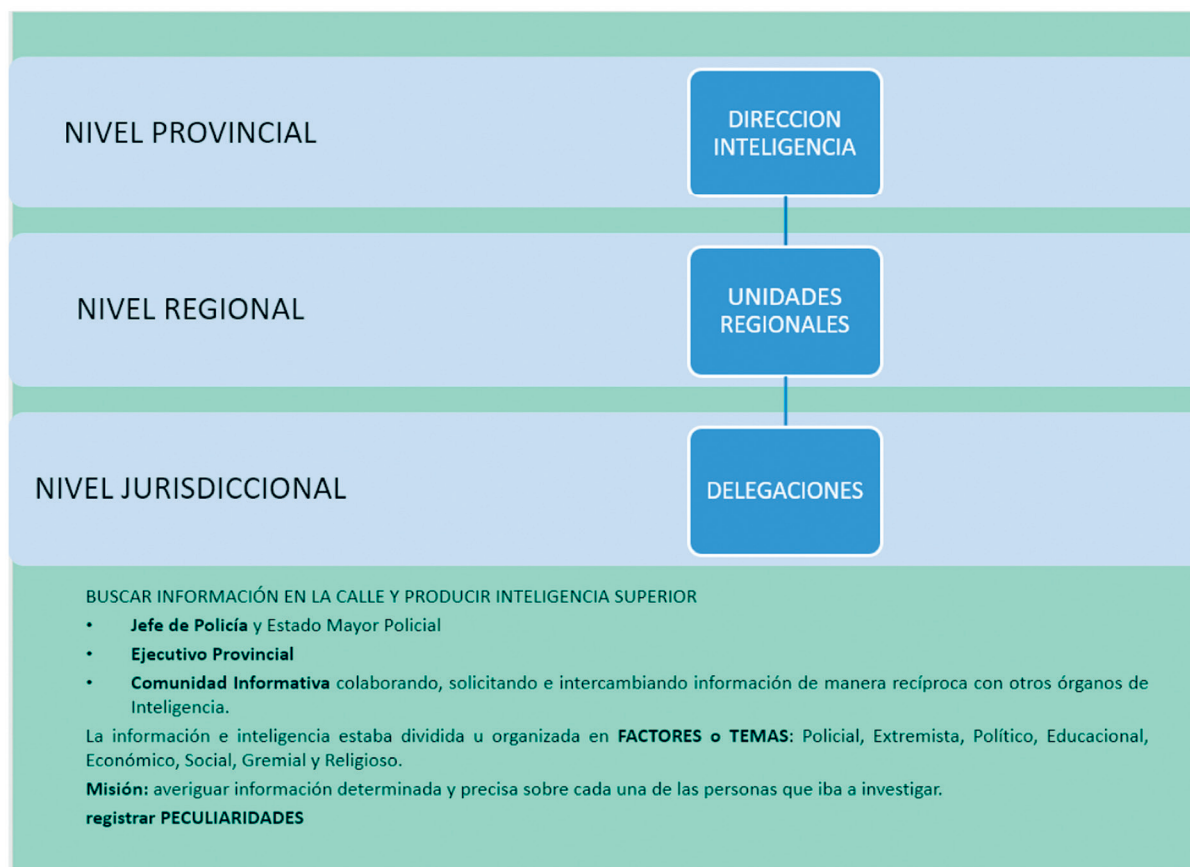 NIVEL PROVINCIAL
DIRECCION
INTELIGENCIA
NIVEL REGIONAL
UNIDADES
REGIONALES
NIVEL JURISDICCIONAL
DELEGACIONES
BUSCAR INFORMACIÓN EN LA CALLE Y PRODUCIR INTELIGENCIA SUPERIOR
• Jefe de Policía y Estado Mayor Policial
• Ejecutivo Provincial
• Comunidad Informativa colaborando, solicitando e intercambiando información de manera recíproca con otros órganos de
Inteligencia.
La información e inteligencia estaba dividida u organizada en FACTORES o TEMAS: Policial, Extremista, Político, Educacional,
Económico, Social, Gremial y Religioso.
Misión: averiguar información determinada y precisa sobre cada una de las personas que iba a investigar.
registrar PECULIARIDADES